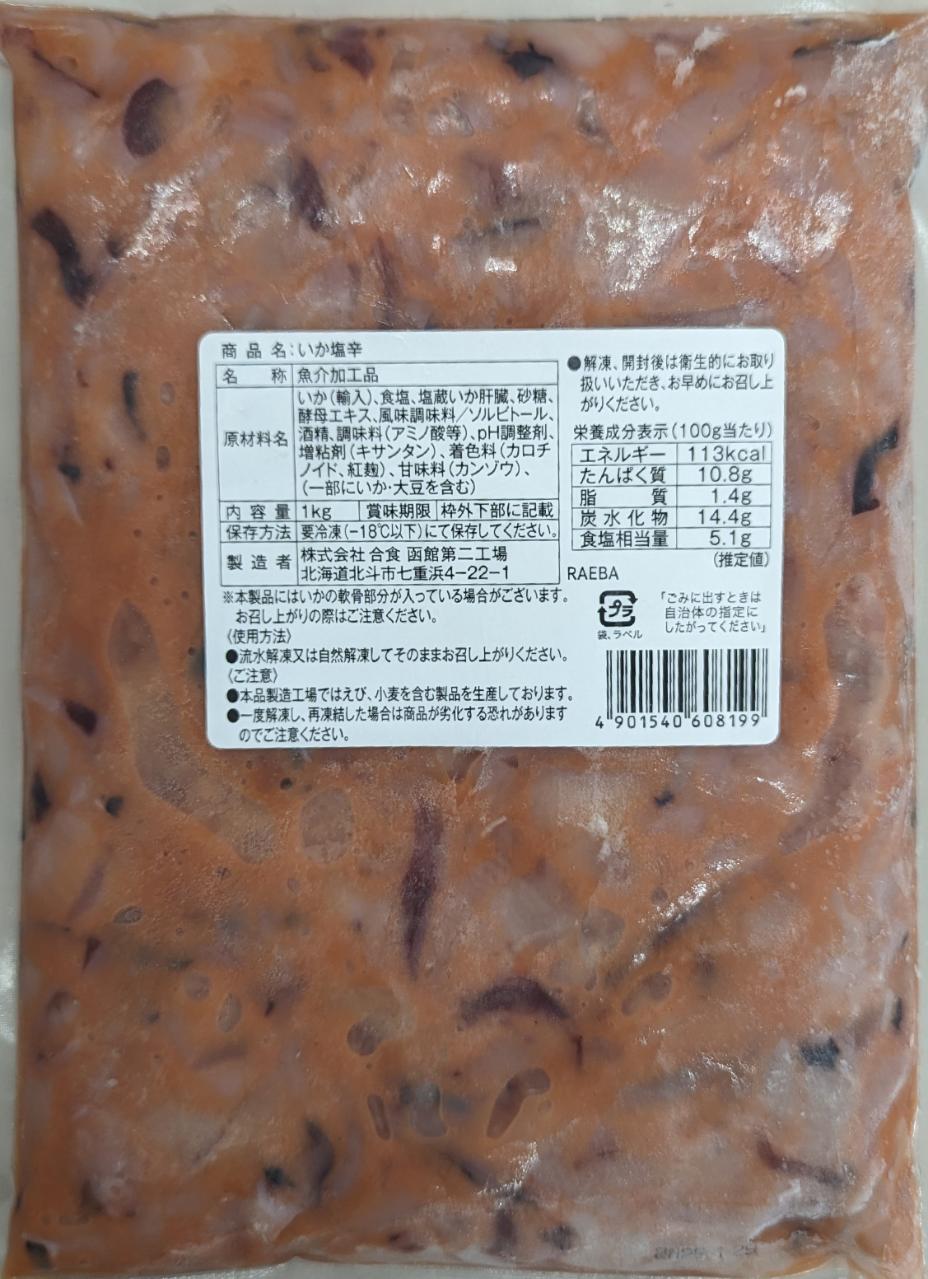 商品名:いか塩辛
名称 魚介加工品
原材料名 いか(輸入)、食塩、塩蔵いか肝臓、砂糖、
酵母エキス、風味調味料/ソルビトール、
酒精、調味料(アミノ酸等)、pH調整剤、
増粘剤(キサンタン)、着色料(カロチ
ノイド、紅麹)、甘味料(カンゾウ)、
(一部にいか・大豆を含む)
内容量 1kg 賞味期限 枠外下部に記載
保存方法 要冷凍(-18℃以下)にて保存してください。
製造者 株式会社 合食 函館第二工場
北海道北斗市七重浜4-22-1
※本製品にはいかの軟骨部分が入っている場合がございます。
お召し上がりの際はご注意ください。
〈使用方法〉
●流水解凍又は自然解凍してそのままお召し上がりください。
〈ご注意〉
●本品製造工場ではえび、小麦を含む製品を生産しております。
●一度解凍し、再凍結した場合は商品が劣化する恐れがあります
のでご注意ください。
●解凍、開封後は衛生的にお取り
扱いいただき、お早めにお召し上
がりください。
栄養成分表示(100g当たり)
エネルギー 113kcal
たんぱく質 10.8g
脂質 1.4g
炭水化物 14.4g
食塩相当量 5.1g
(推定値)
RAEBA
プラ
袋、ラベル
「ごみに出すときは
自治体の指定に
したがってください」
4 901540 608199